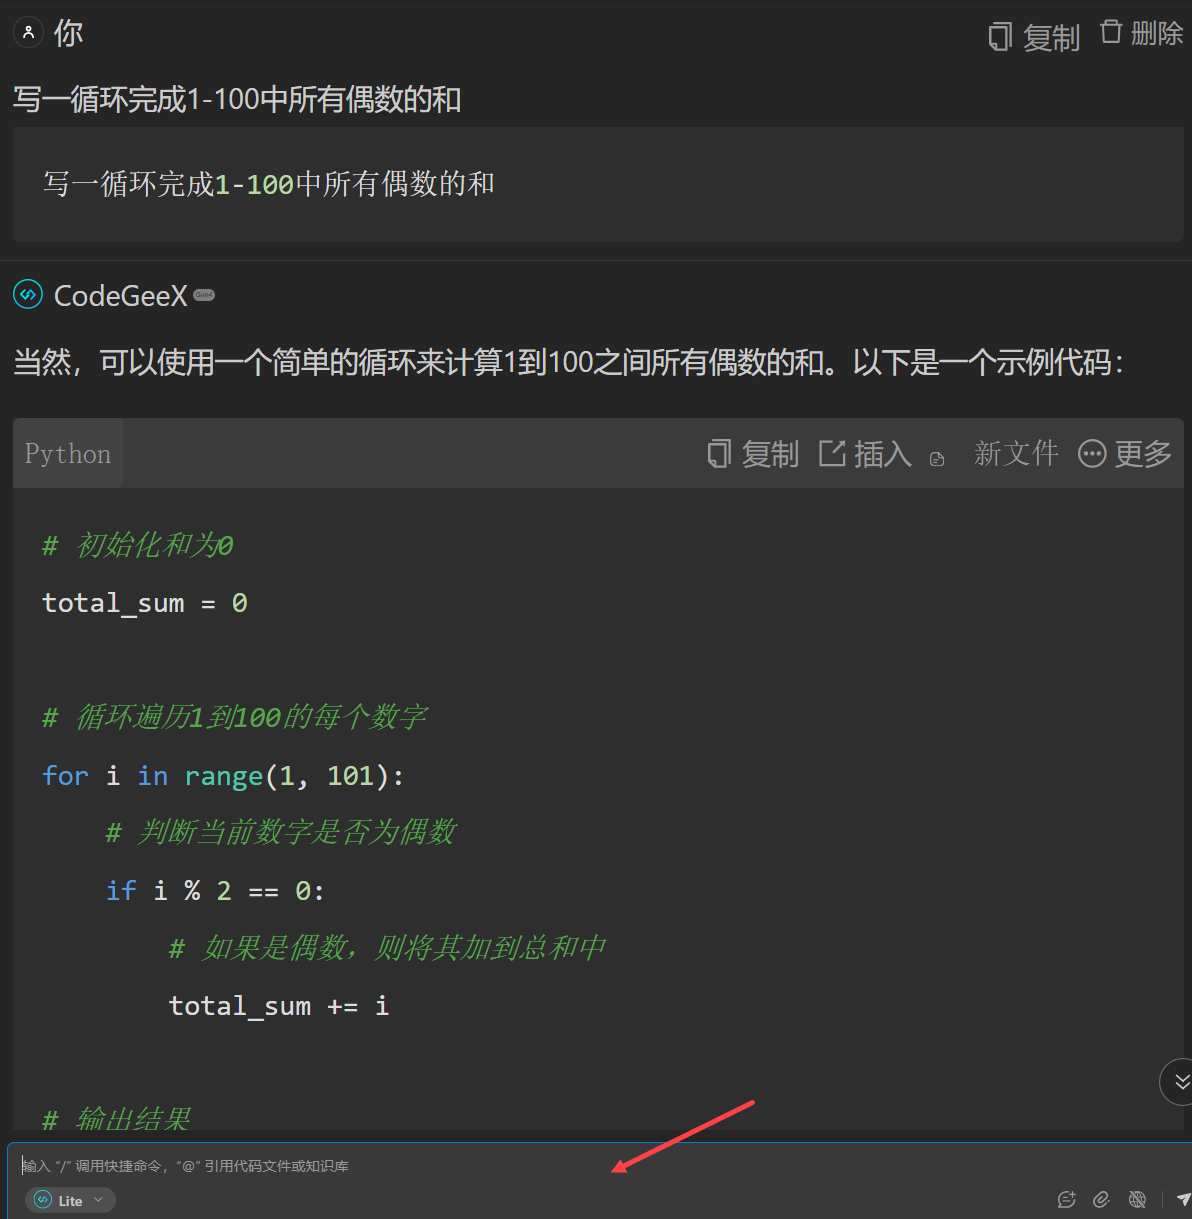 你
复制 删除
写一循环完成1-100中所有偶数的和
写一循环完成1-100中所有偶数的和
CodeGeeX Gen4
当然，可以使用一个简单的循环来计算1到100之间所有偶数的和。以下是一个示例代码：
Python 复制 插入 新文件 更多
# 初始化和为0
total_sum = 0
# 循环遍历1到100的每个数字
for i in range(1, 101):
# 判断当前数字是否为偶数
if i % 2 == 0:
# 如果是偶数，则将其加到总和中
total_sum += i
# 输出结果
输入 “/” 调用快捷命令，“@” 引用代码文件或知识库
Lite